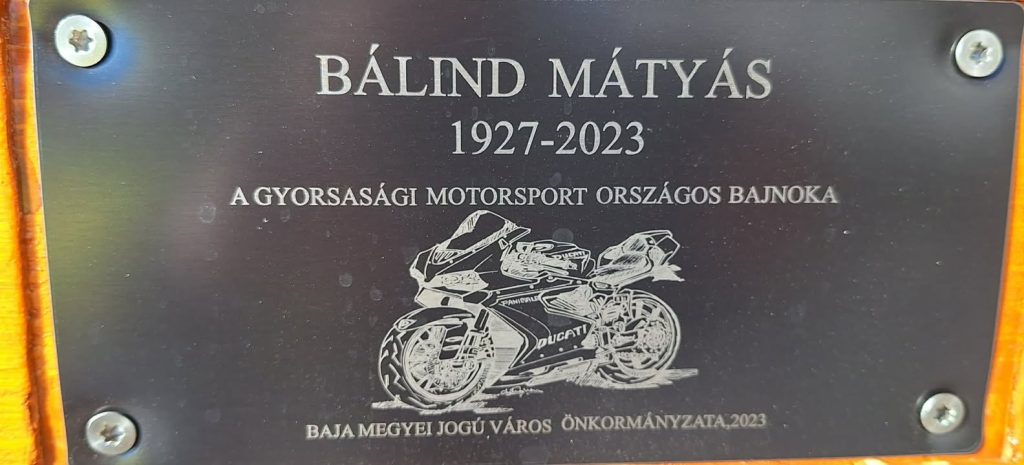 BÁLIND MÁTYÁS
1927-2023
A GYORSASÁGI MOTORSPORT ORSZÁGOS BAJNOKA
DUCATI
BAJA MEGYEI JOGÚ VÁROS ÖNKORMÁNYZATA,2023